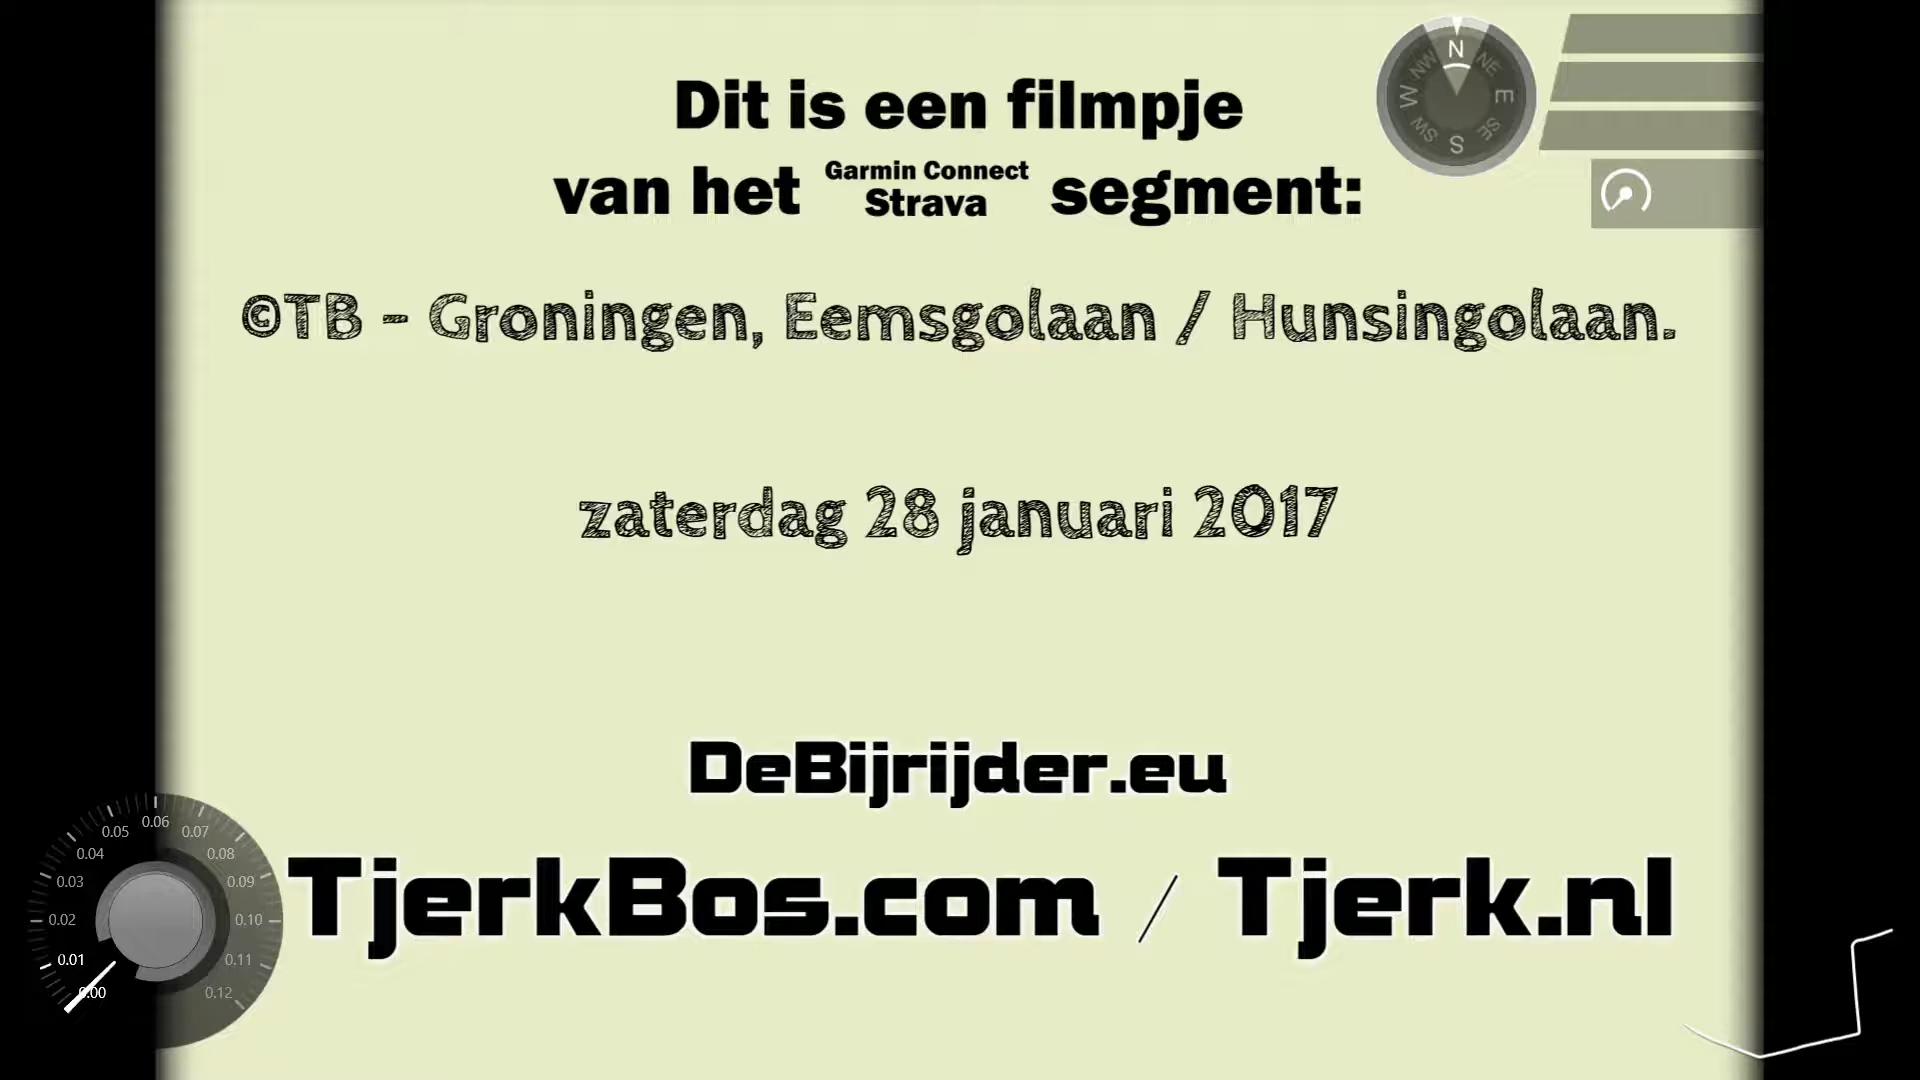 Dit is een filmpje
van het Garmin Connect Strava segment:
©TB - Groningen, Eemsgolaan / Hunsingolaan.
zaterdag 28 januari 2017
DeBijrijder.eu
TjerkBos.com / Tjerk.nl
N
NE
E
SE
S
SW
W
NW
0.00
0.01
0.02
0.03
0.04
0.05
0.06
0.07
0.08
0.09
0.10
0.11
0.12